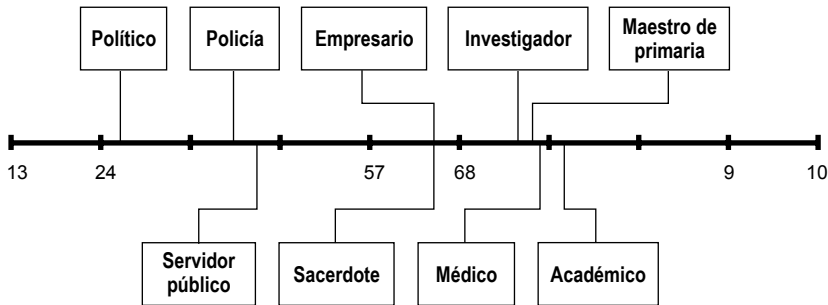 Político
Policía
Empresario
Investigador
Maestro de
primaria
13
24
57
68
9
10
Servidor
público
Sacerdote
Médico
Académico